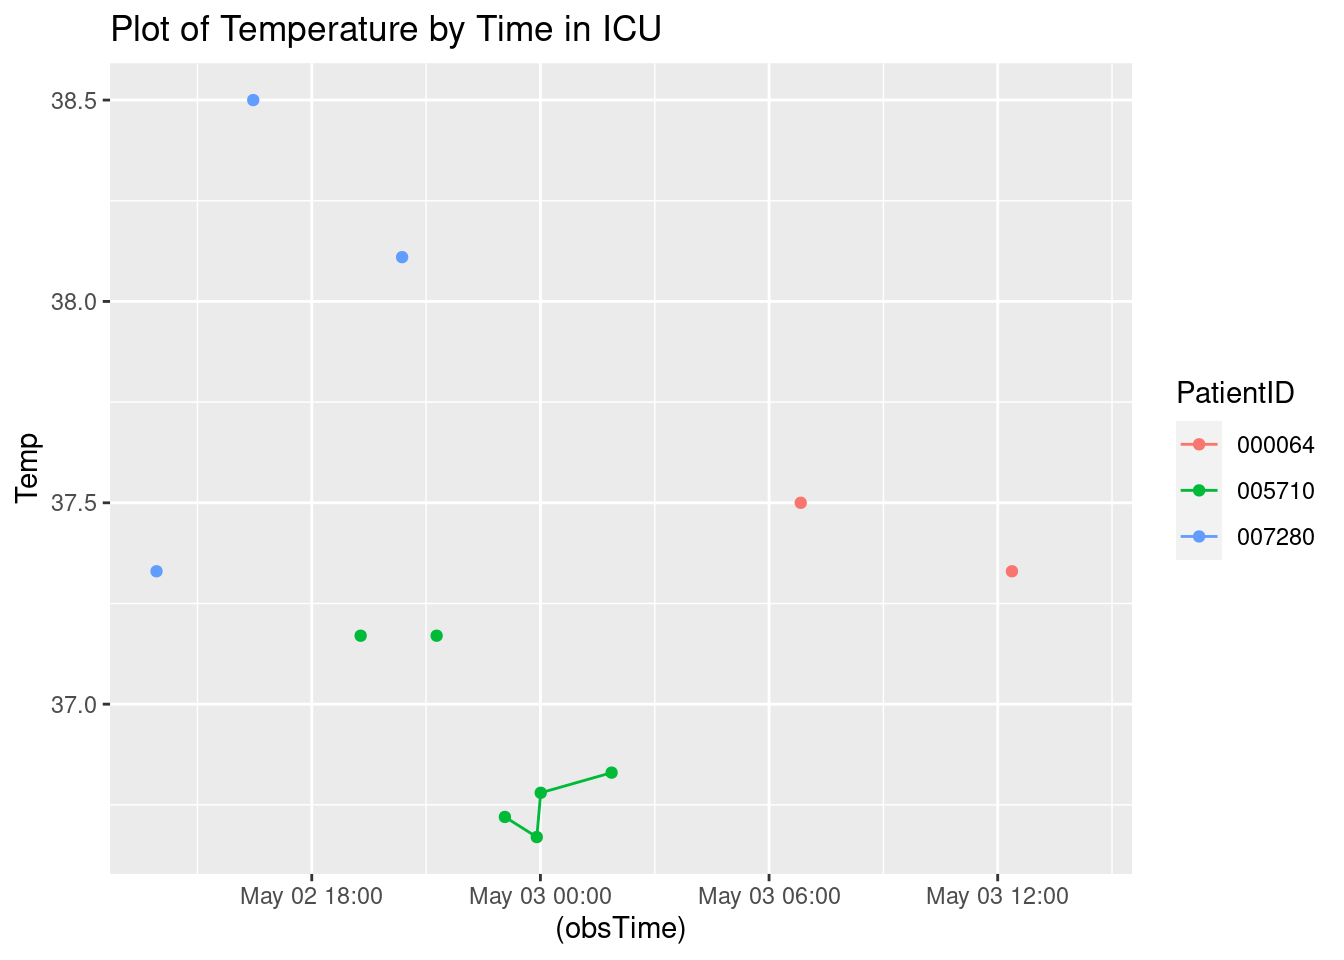 Plot of Temperature by Time in ICU
38.5
38.0
37.5
37.0
Temp
May 02 18:00
May 03 00:00
May 03 06:00
May 03 12:00
(obsTime)
PatientID
000064
005710
007280